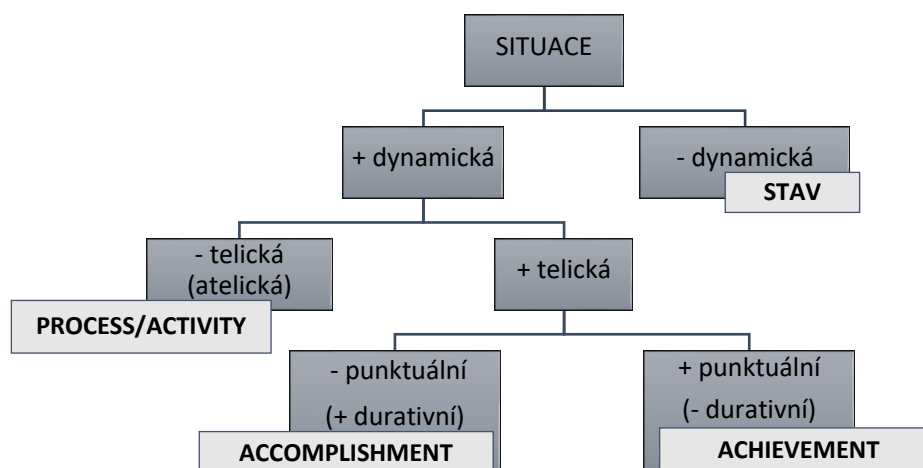 SITUACE
+ dynamická
- dynamická
STAV
- telická
(atelická)
PROCESS/ACTIVITY
+ telická
- punktuální
(+ durativní)
ACCOMPLISHMENT
+ punktuální
(- durativní)
ACHIEVEMENT